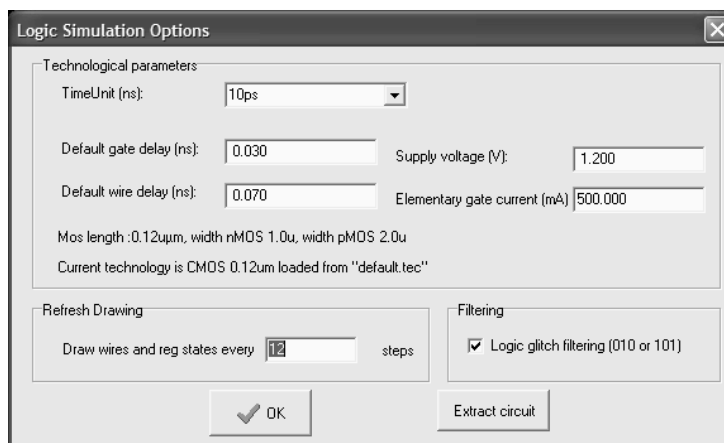 Logic Simulation Options
Technological parameters
TimeUnit (ns): 10ps
Default gate delay (ns): 0.030 Supply voltage (V): 1.200
Default wire delay (ns): 0.070 Elementary gate current (mA) 500.000
Mos length :0.12uµm, width nMOS 1.0u, width pMOS 2.0u
Current technology is CMOS 0.12um loaded from "default.tec"
Refresh Drawing Filtering
Draw wires and reg states every 12 steps Logic glitch filtering (010 or 101)
OK Extract circuit